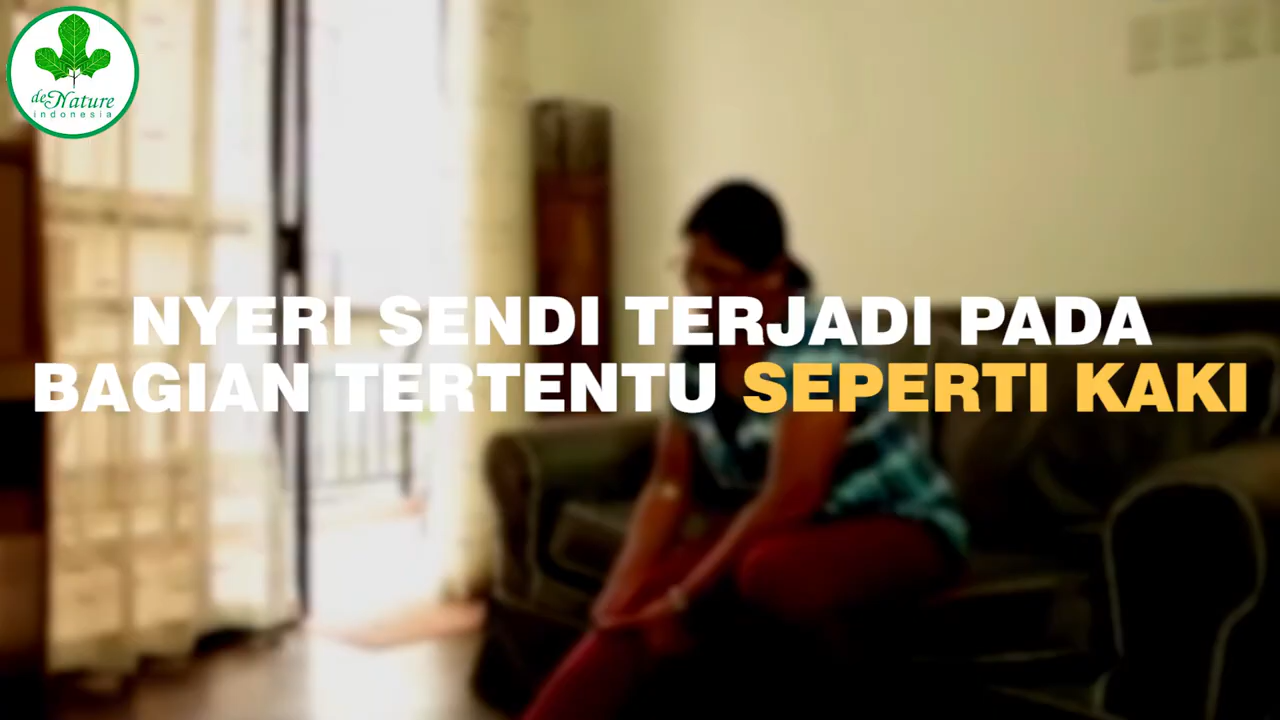 deNature
indonesia
NYERI SENDI TERJADI PADA
BAGIAN TERTENTU SEPERTI KAKI